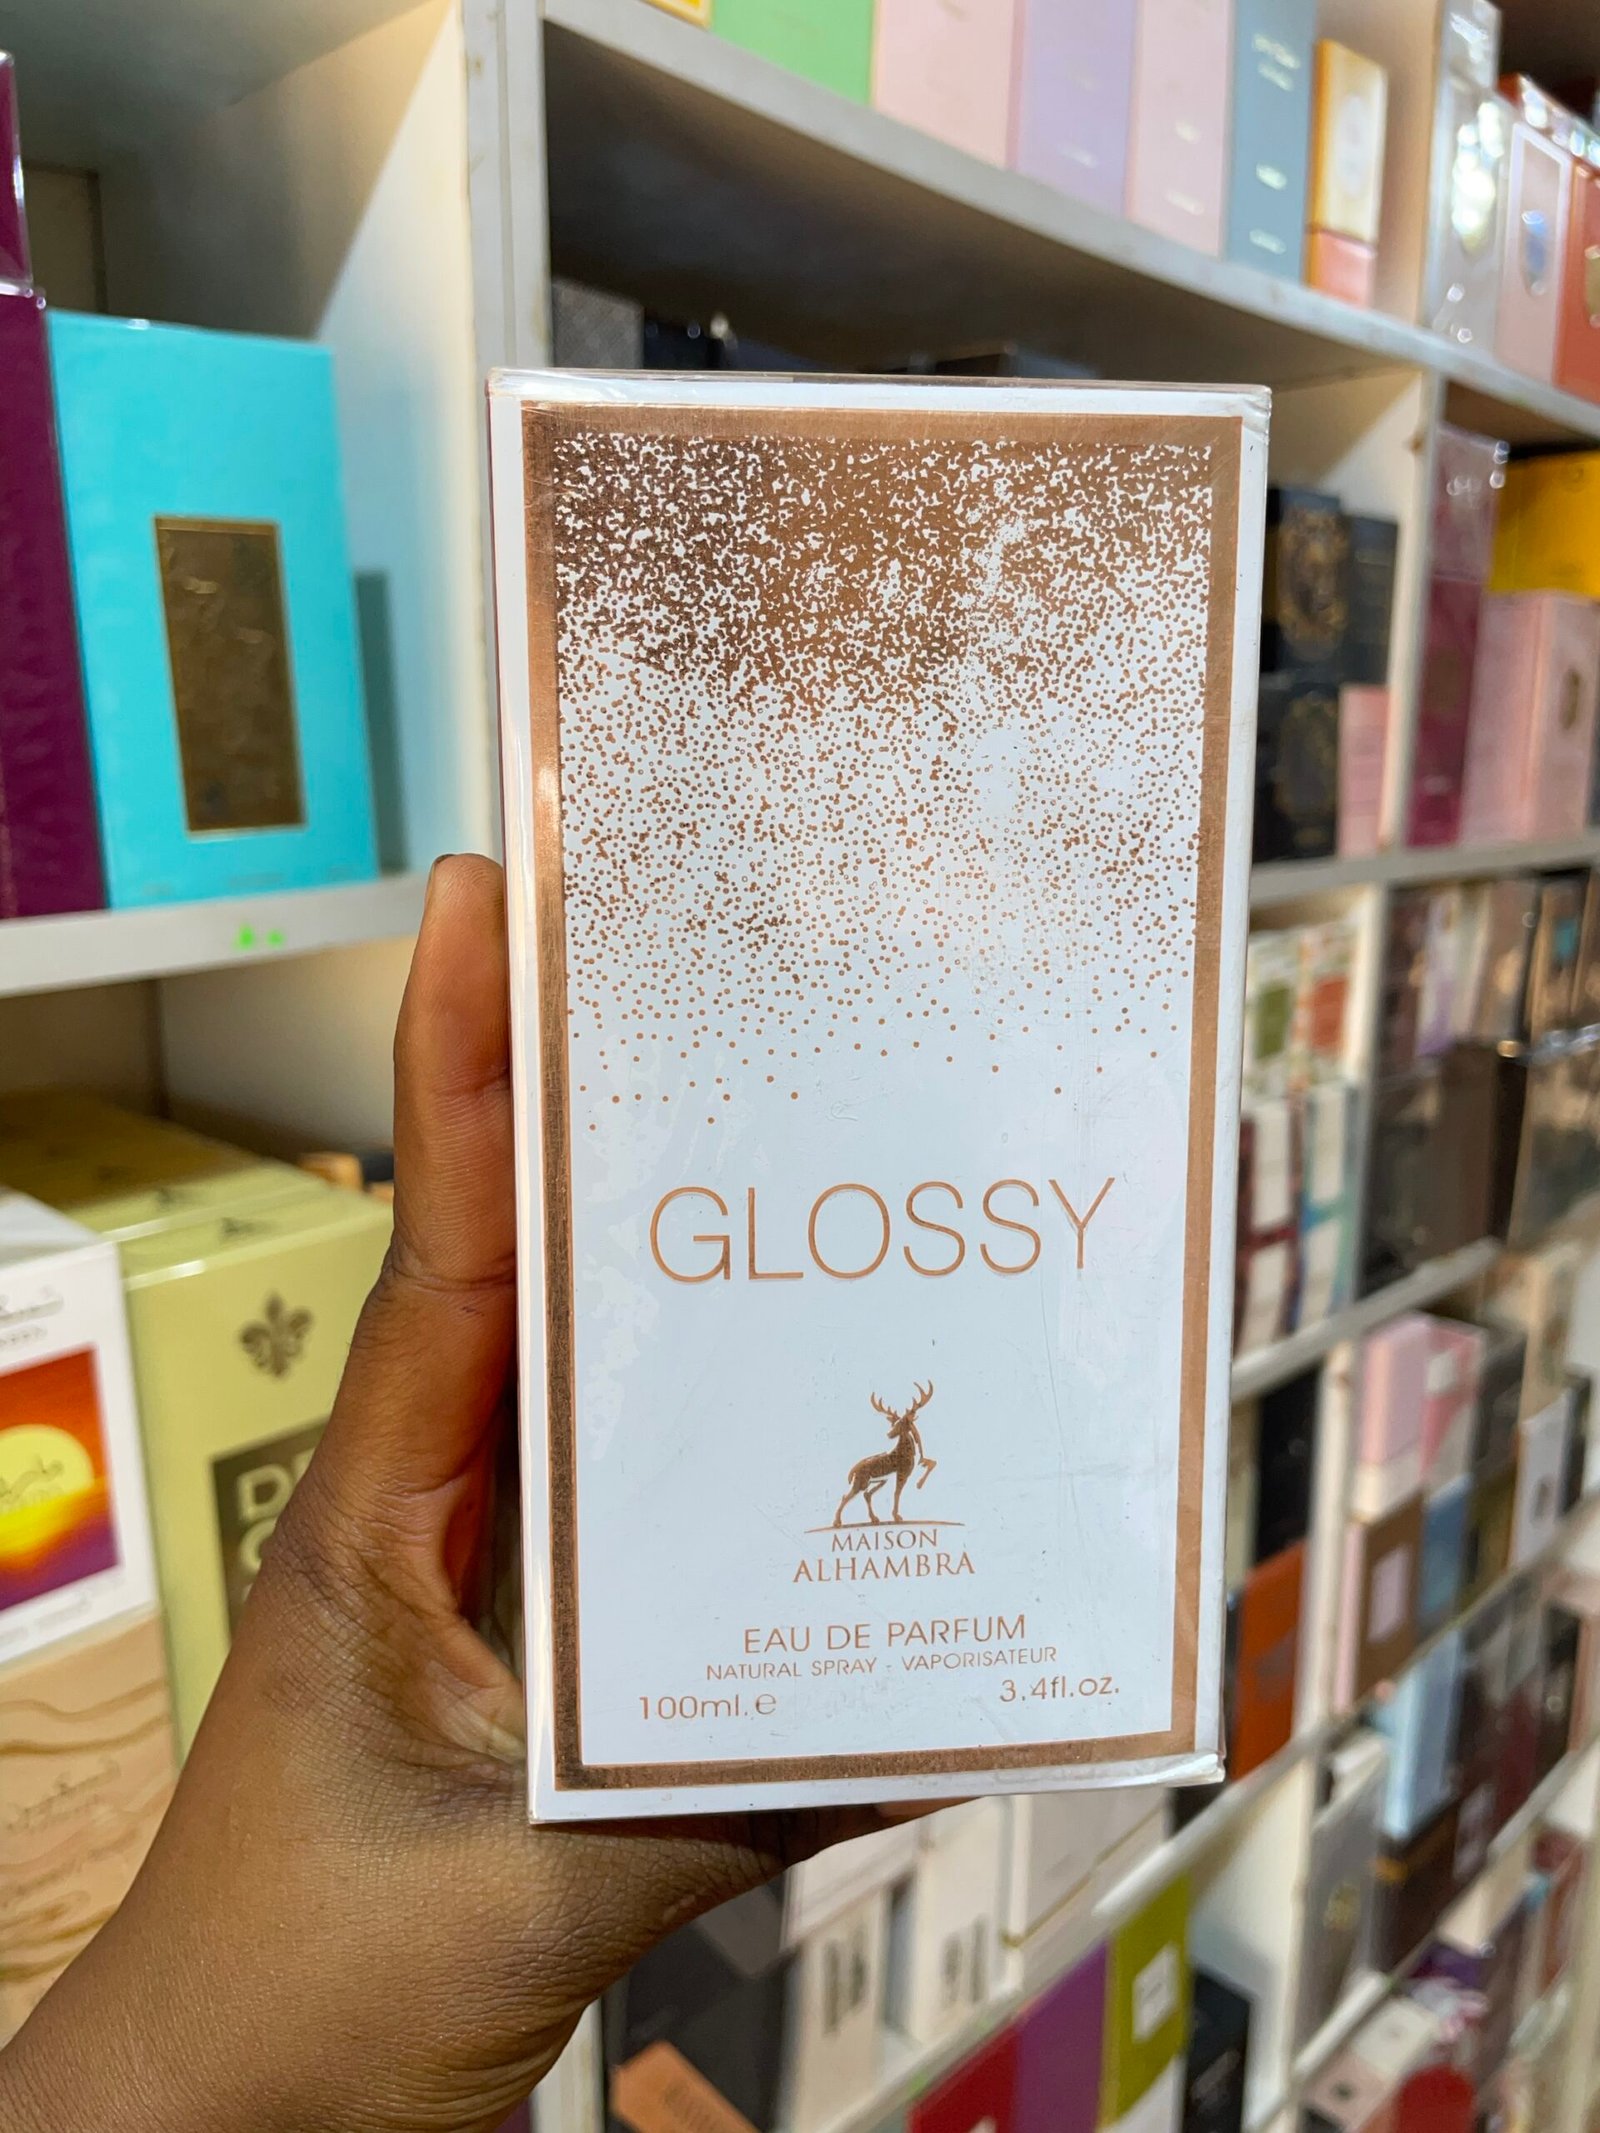 GLOSSY
MAISON
ALHAMBRA
EAU DE PARFUM
NATURAL SPRAY - VAPORISATEUR
100ml.e
3.4fl.oz.